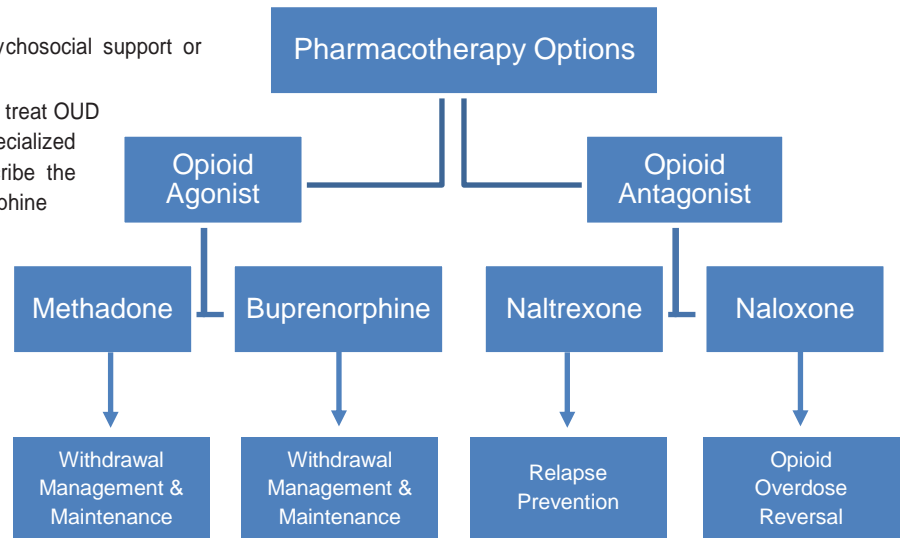 ychosocial support or
treat OUD
ecialized
ribe the
ohine
Pharmacotherapy Options
Opioid
Agonist
Opioid
Antagonist
Methadone
Buprenorphine
Naltrexone
Naloxone
Withdrawal
Management &
Maintenance
Withdrawal
Management &
Maintenance
Relapse
Prevention
Opioid
Overdose
Reversal